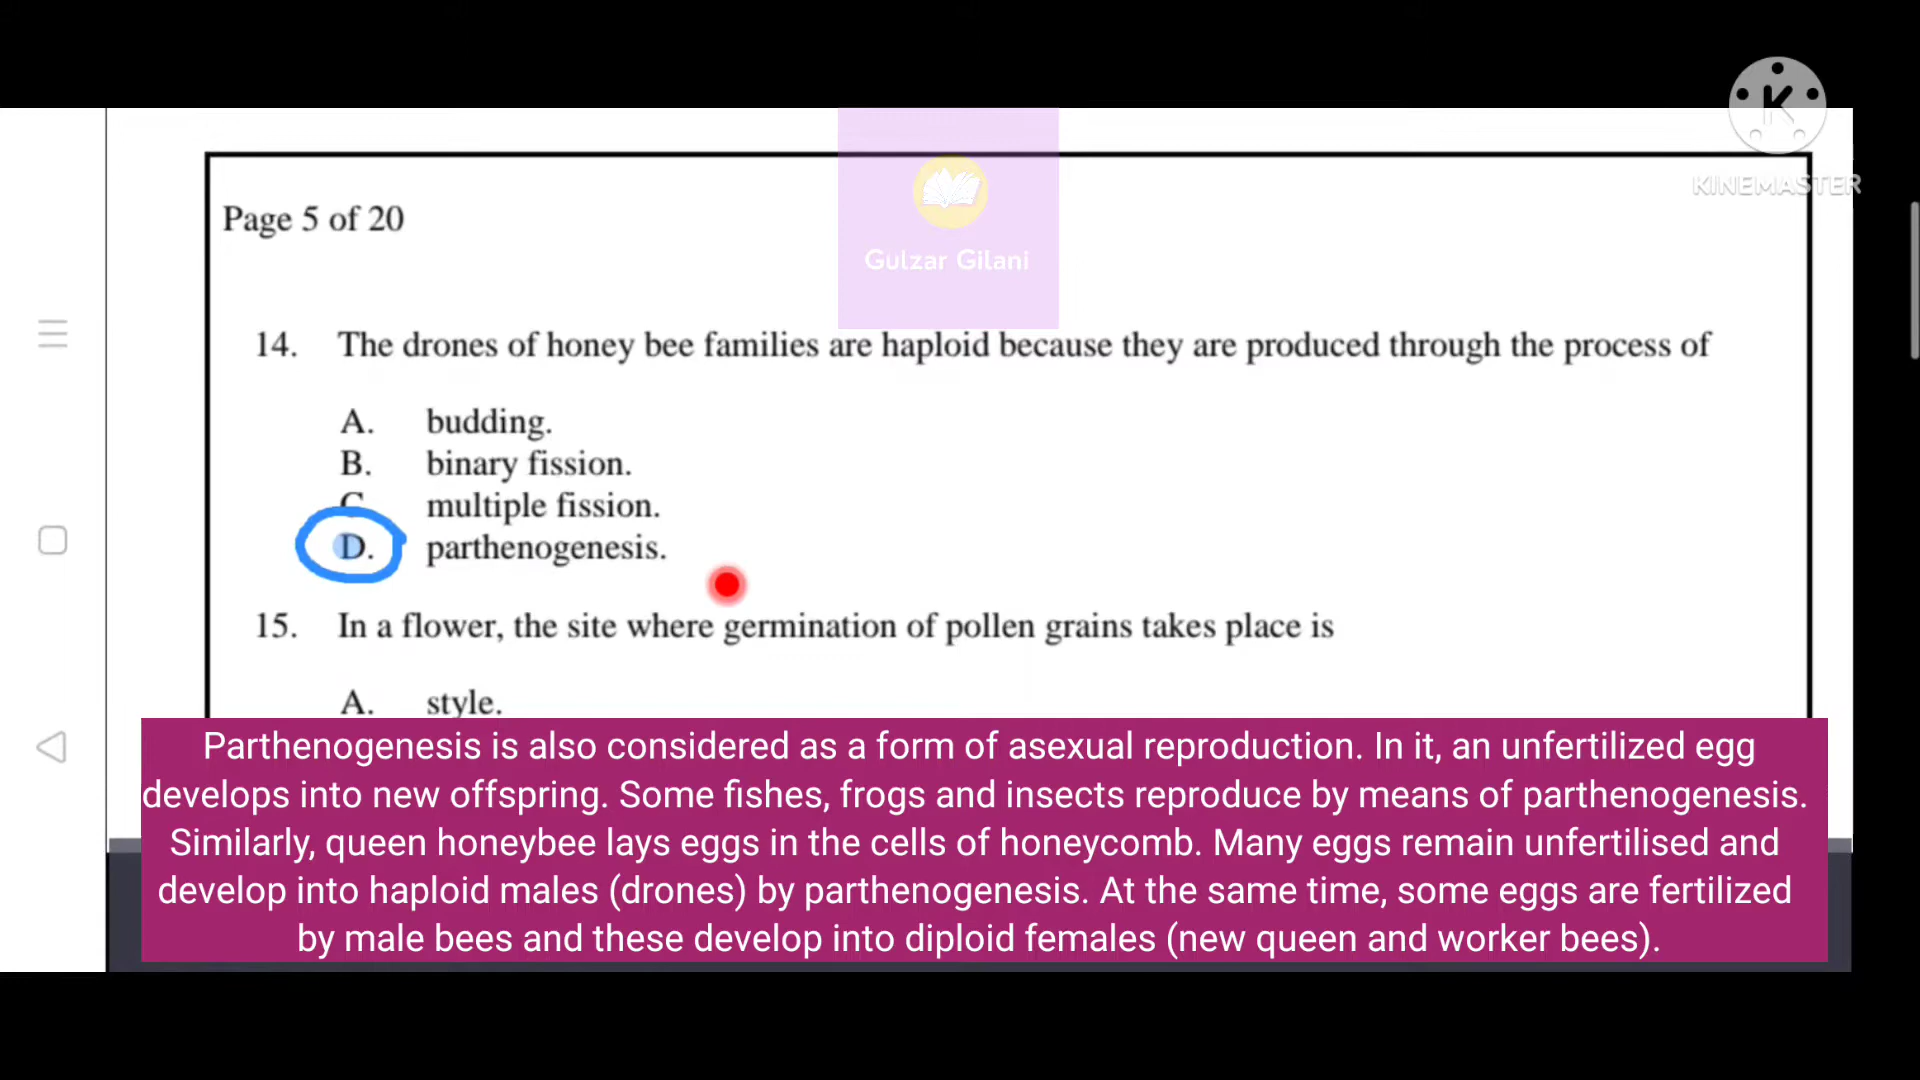 KINEMASTER
Gulzar Gilani
Page 5 of 20
14. The drones of honey bee families are haploid because they are produced through the process of
A. budding.
B. binary fission.
C. multiple fission.
D. parthenogenesis.
15. In a flower, the site where germination of pollen grains takes place is
A. style.
Parthenogenesis is also considered as a form of asexual reproduction. In it, an unfertilized egg
develops into new offspring. Some fishes, frogs and insects reproduce by means of parthenogenesis.
Similarly, queen honeybee lays eggs in the cells of honeycomb. Many eggs remain unfertilised and
develop into haploid males (drones) by parthenogenesis. At the same time, some eggs are fertilized
by male bees and these develop into diploid females (new queen and worker bees).